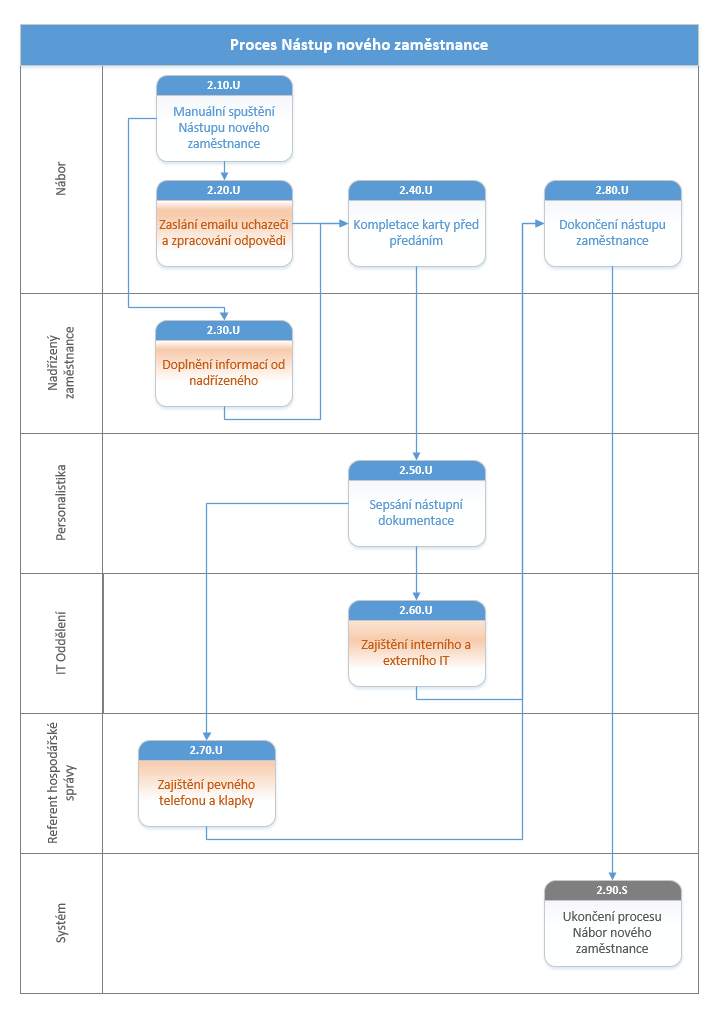 Proces Nástup nového zaměstnance
Nábor
2.10.U
Manuální spuštění
Nástupu nového
zaměstnance
2.20.U
Zaslání emailu uchazeči
a zpracování odpovědi
2.40.U
Kompletace karty před
předáním
2.80.U
Dokončení nástupu
zaměstnance
Nadřízený
zaměstnance
2.30.U
Doplnění informací od
nadřízeného
Personalistika
2.50.U
Sepsání nástupní
dokumentace
IT Oddělení
2.60.U
Zajištění interního a
externího IT
Referent hospodářské
správy
2.70.U
Zajištění pevného
telefonu a klapky
Systém
2.90.S
Ukončení procesu
Nábor nového
zaměstnance